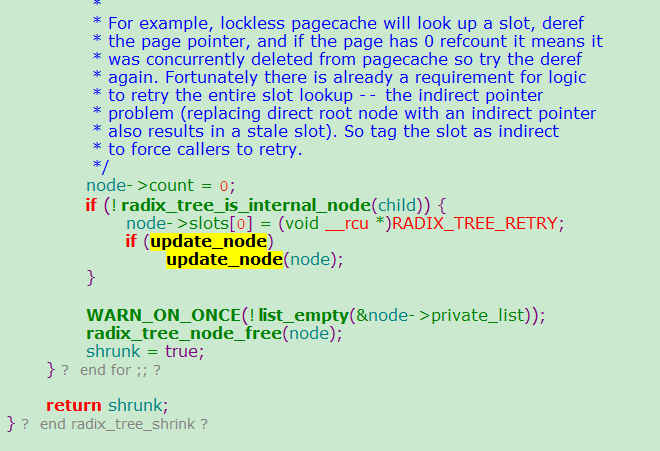 *
* For example, lockless pagecache will look up a slot, deref
* the page pointer, and if the page has 0 refcount it means it
* was concurrently deleted from pagecache so try the deref
* again. Fortunately there is already a requirement for logic
* to retry the entire slot lookup -- the indirect pointer
* problem (replacing direct root node with an indirect pointer
* also results in a stale slot). So tag the slot as indirect
* to force callers to retry.
*/
node->count = 0;
if (!radix_tree_is_internal_node(child)) {
node->slots[0] = (void __rcu *)RADIX_TREE_RETRY;
if (update_node)
update_node(node);
}
WARN_ON_ONCE(!list_empty(&node->private_list));
radix_tree_node_free(node);
shrunk = true;
} ? end for ;; ?
return shrunk;
} ? end radix_tree_shrink ?